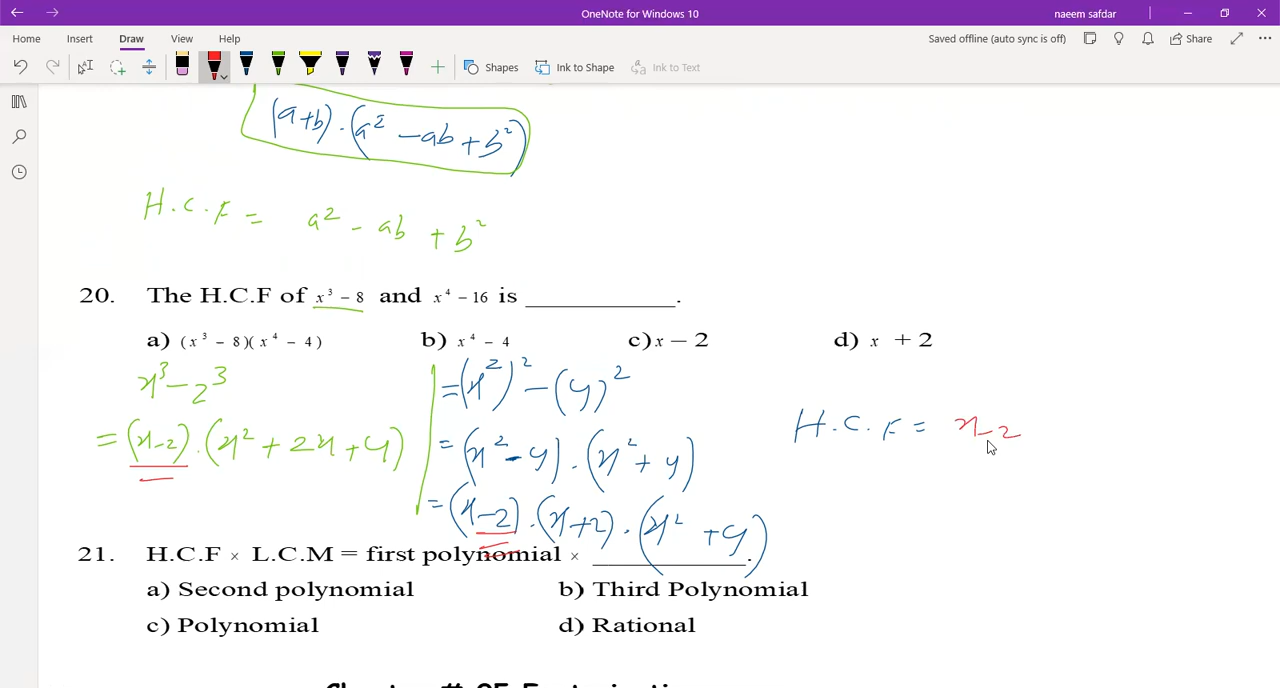 OneNote for Windows 10
naeem safdar
Home Insert Draw View Help
Saved offline (auto sync is off)
Share
Shapes
Ink to Shape
Ink to Text
(a+b) . (a² - ab + b²)
H.C.F = a² - ab + b²
20. The H.C.F of x³ - 8 and x⁴ - 16 is ____________.
a) (x³ - 8)(x⁴ - 4) b) x⁴ - 4 c) x - 2 d) x + 2
x³ - 2³
= (x-2) . (x² + 2x + 4)
= (x²)² - (4)²
= (x² - 4) . (x² + 4)
= (x-2) . (x+2) . (x² + 4)
H.C.F = x-2
21. H.C.F × L.C.M = first polynomial × ____________.
a) Second polynomial b) Third Polynomial
c) Polynomial d) Rational